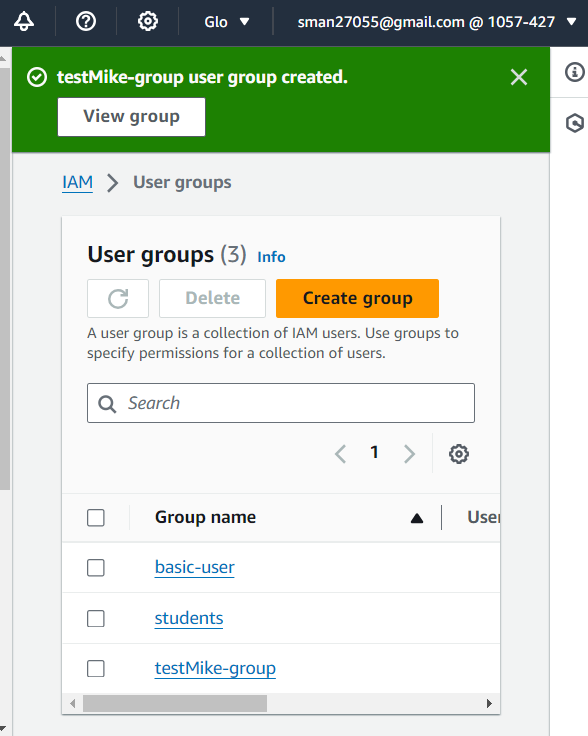 Glo
sman27055@gmail.com @ 1057-427
testMike-group user group created.
View group
IAM
User groups
User groups (3)
Info
Delete
Create group
A user group is a collection of IAM users. Use groups to
specify permissions for a collection of users.
Search
1
Group name
User
basic-user
students
testMike-group